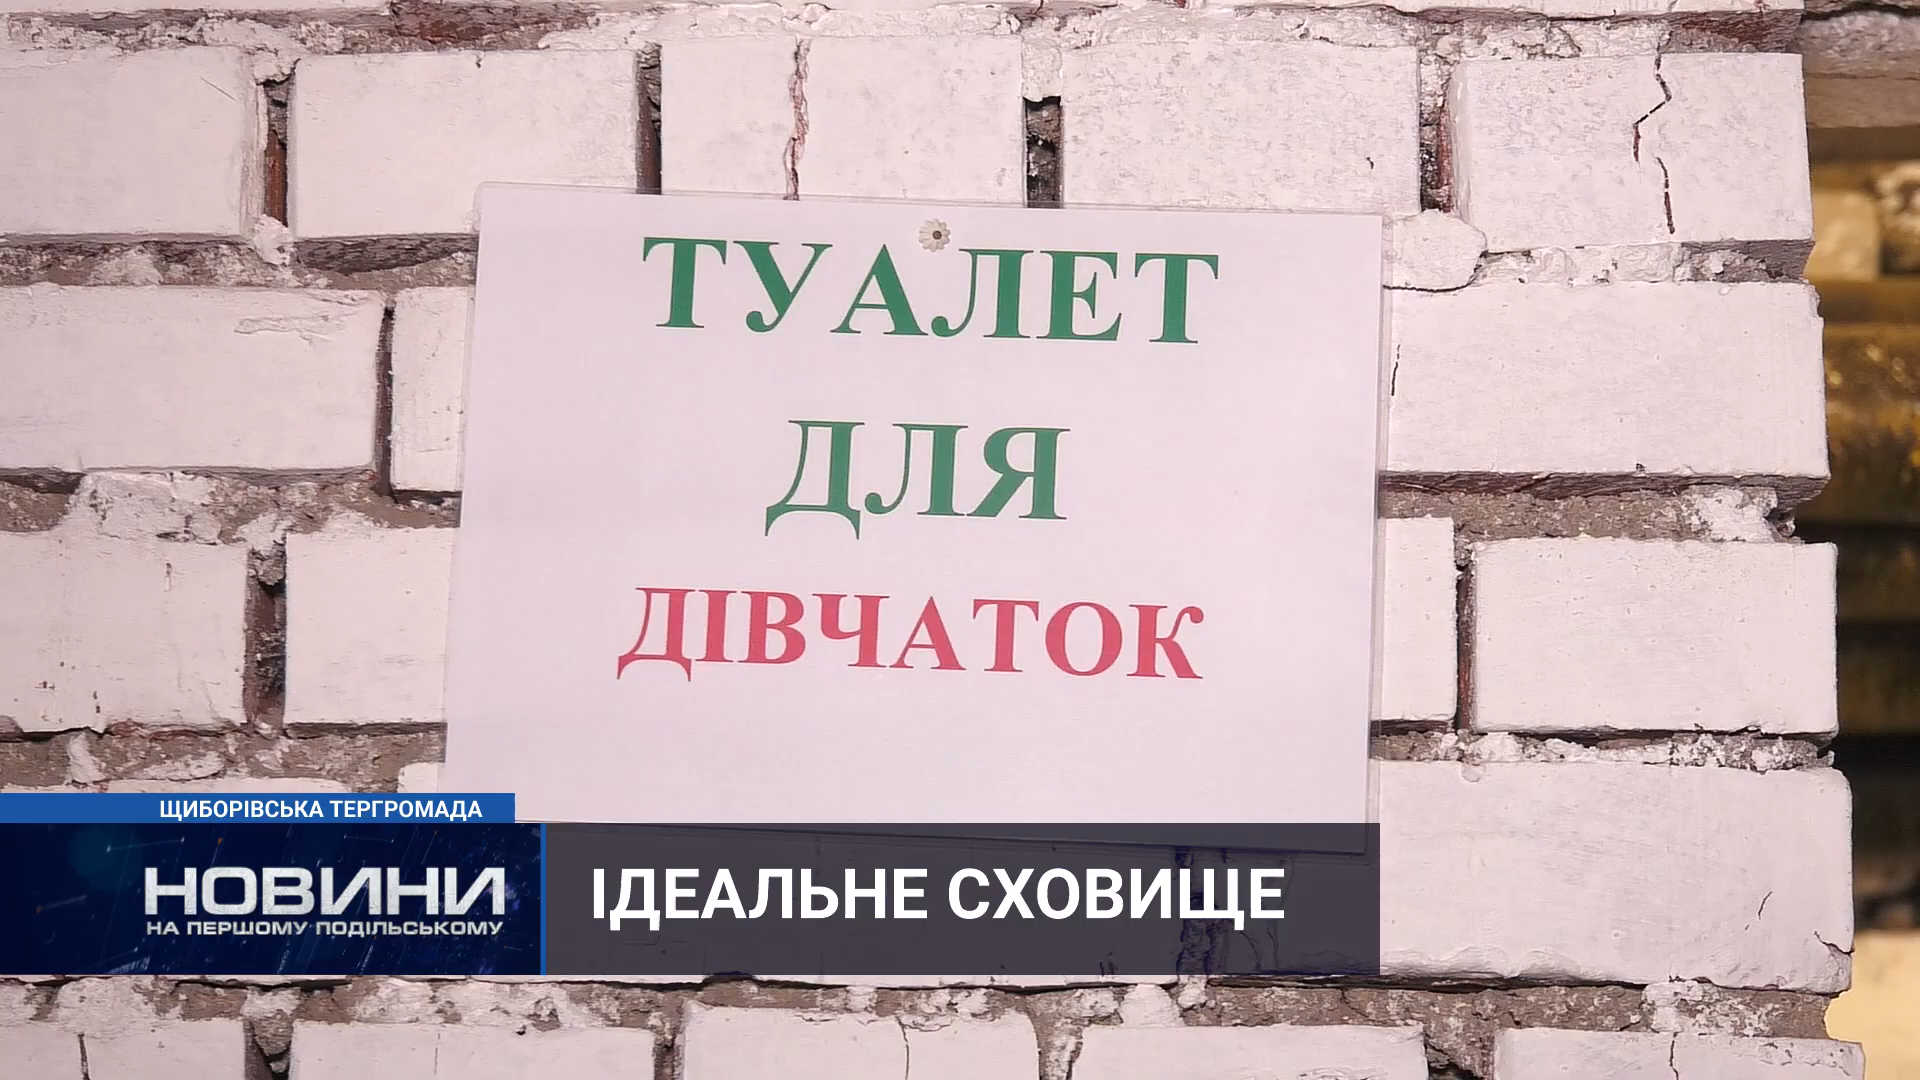 ТУАЛЕТ
ДЛЯ
ДІВЧАТОК
ЩИБОРІВСЬКА ТЕРГРОМАДА
НОВИНИ
НА ПЕРШОМУ ПОДІЛЬСЬКОМУ
ІДЕАЛЬНЕ СХОВИЩЕ